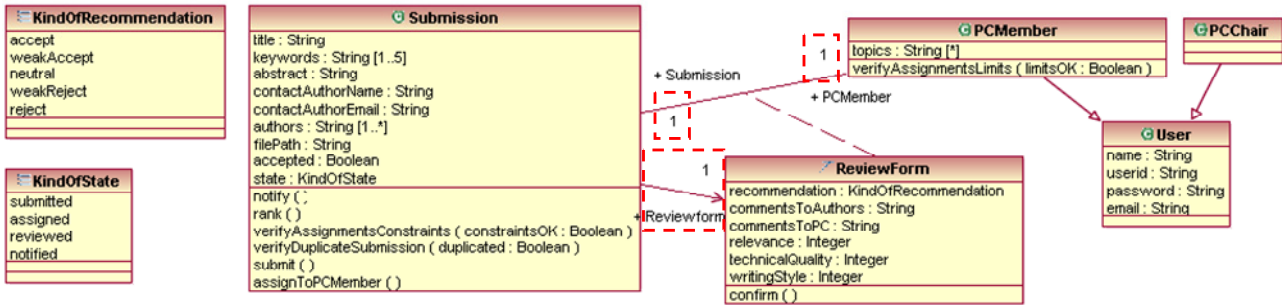 KindOfRecommendation
accept
weakAccept
neutral
weakReject
reject
KindOfState
submitted
assigned
reviewed
notified
Submission
title : String
keywords : String [1..5]
abstract : String
contactAuthorName : String
contactAuthorEmail : String
authors : String [1..*]
filePath : String
accepted : Boolean
state : KindOfState
notify ( )
rank ( )
verifyAssignmentsConstraints ( constraintsOK : Boolean )
verifyDuplicateSubmission ( duplicated : Boolean )
submit ( )
assignToPCMember ( )
+ Submission
1
1
+ PCMember
1
+ Reviewform
PCMember
topics : String [*]
verifyAssignmentsLimits ( limitsOK : Boolean )
PCChair
User
name : String
userid : String
password : String
email : String
ReviewForm
recommendation : KindOfRecommendation
commentsToAuthors : String
commentsToPC : String
relevance : Integer
technicalQuality : Integer
writingStyle : Integer
confirm ( )